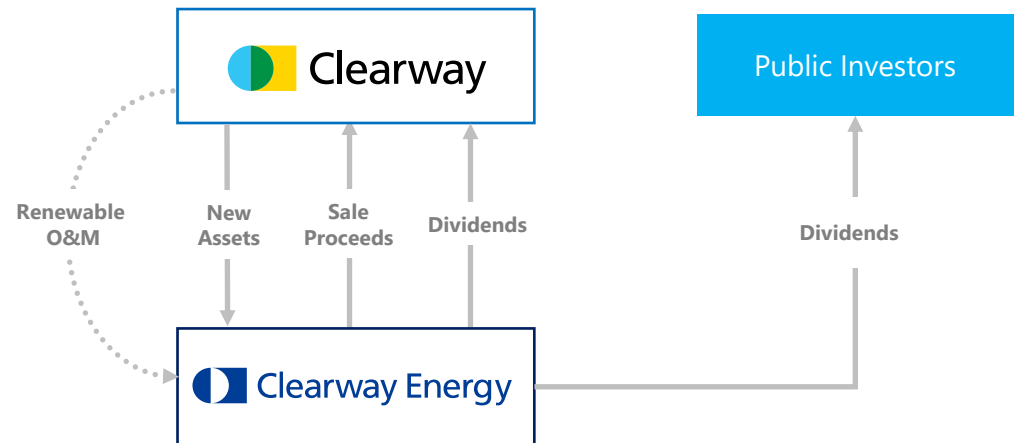 Clearway
Public Investors
Renewable
O&M
New
Assets
Sale
Proceeds
Dividends
Dividends
Clearway Energy